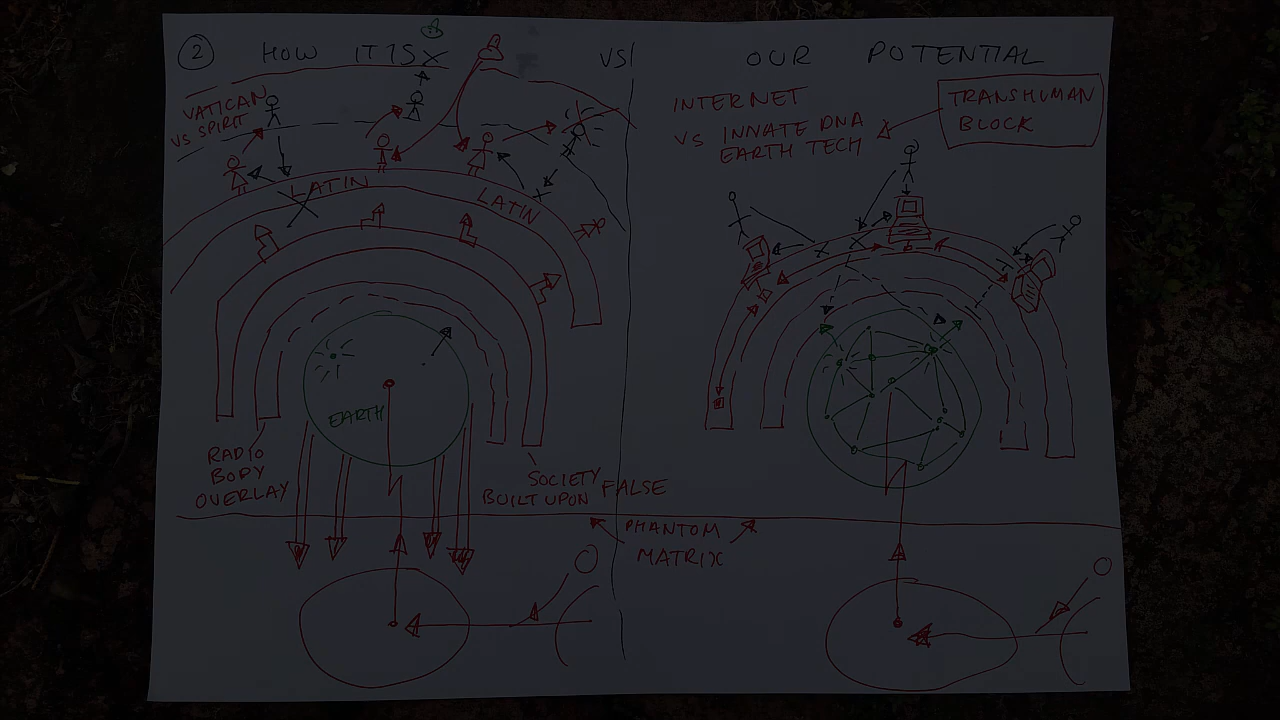 2 HOW IT IS VS OUR POTENTIAL
VATICAN
VS SPIRIT
LATIN
LATIN
EARTH
RADIO
BODY
OVERLAY
SOCIETY
BUILT UPON FALSE
INTERNET
VS INNATE DNA
EARTH TECH
TRANSHUMAN
BLOCK
PHANTOM
MATRIX